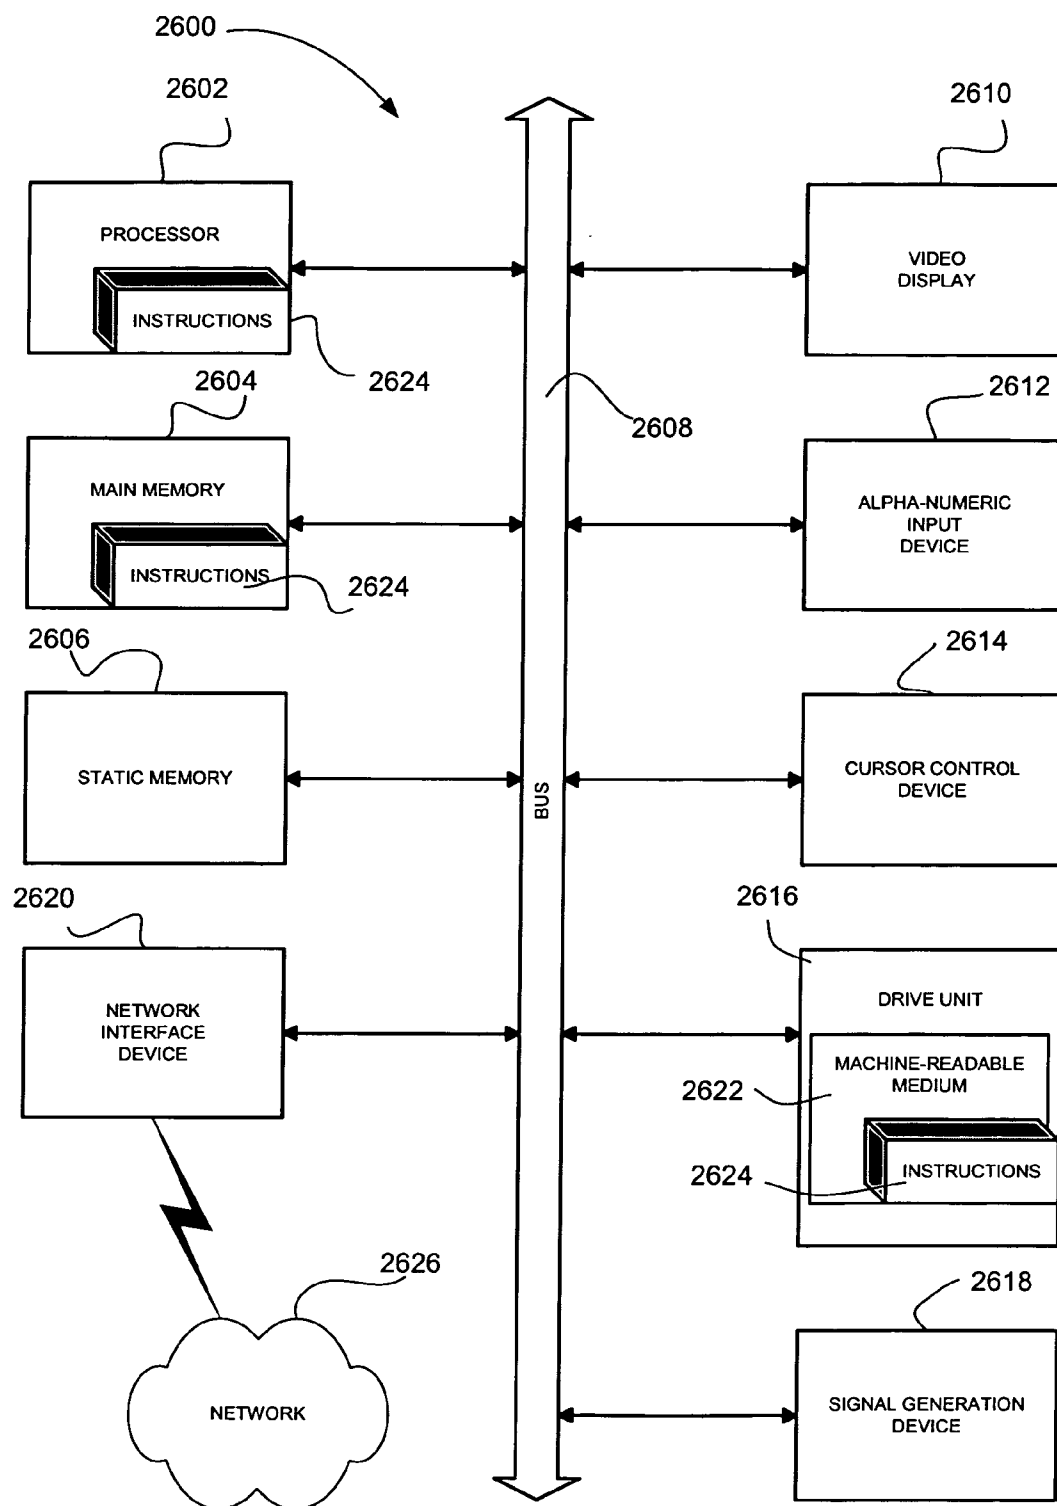 2600
2602
2610
PROCESSOR
INSTRUCTIONS
2624
VIDEO
DISPLAY
2604
2608
2612
MAIN MEMORY
INSTRUCTIONS
2624
ALPHA-NUMERIC
INPUT
DEVICE
2606
2614
STATIC MEMORY
BUS
CURSOR CONTROL
DEVICE
2620
2616
NETWORK
INTERFACE
DEVICE
DRIVE UNIT
MACHINE-READABLE
MEDIUM
2622
2624
INSTRUCTIONS
2626
2618
NETWORK
SIGNAL GENERATION
DEVICE